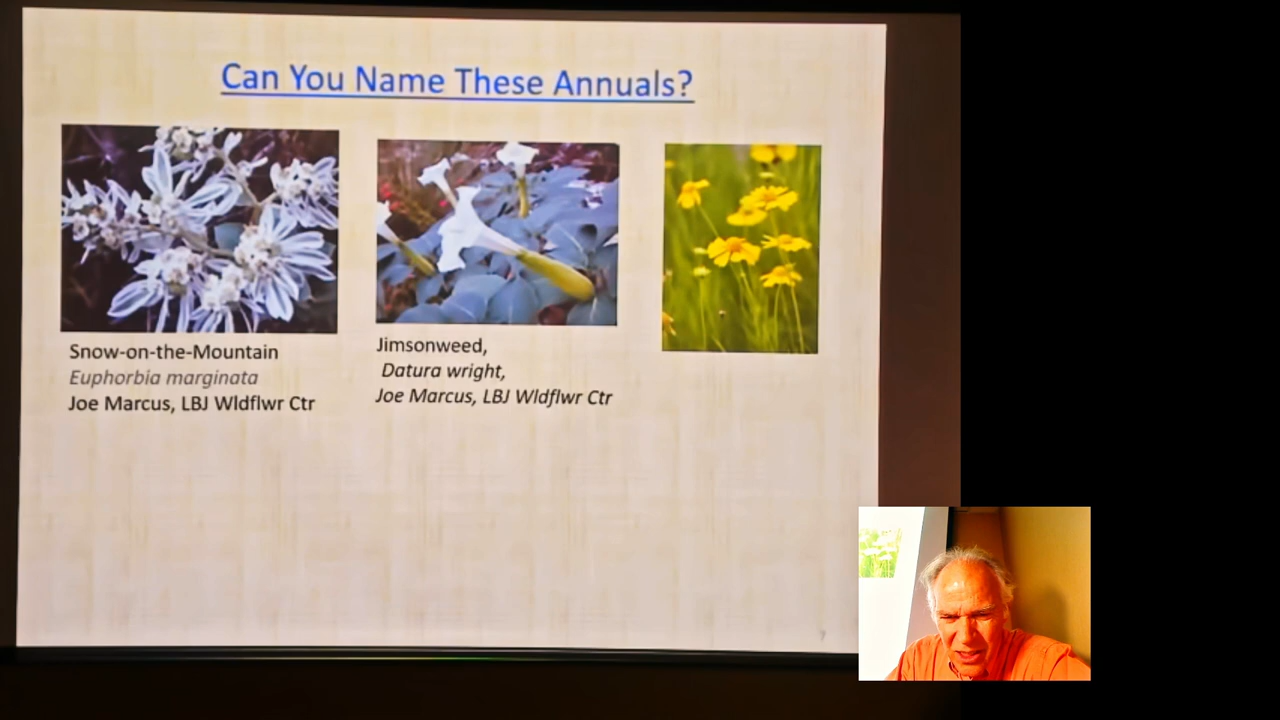 Can You Name These Annuals?
Snow-on-the-Mountain
Euphorbia marginata
Joe Marcus, LBJ Wldflwr Ctr
Jimsonweed,
Datura wright,
Joe Marcus, LBJ Wldflwr Ctr
7